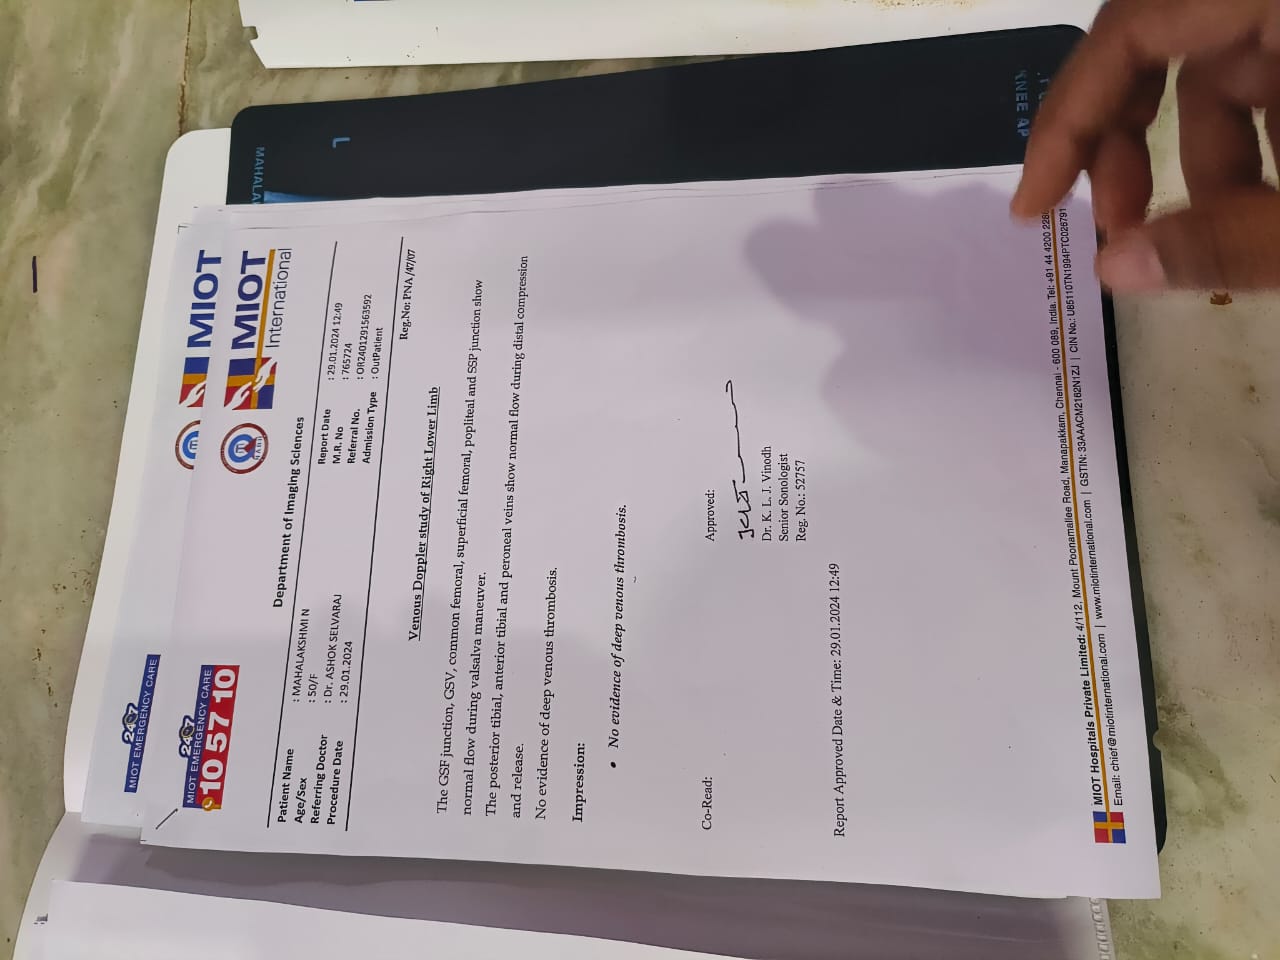 KNEE AP
L
MIOT
MIOT EMERGENCY CARE
24 7
MIOT
International
NABH
24 7
MIOT EMERGENCY CARE
10 57 10
Department of Imaging Sciences
Patient Name : MAHALAKSHMI N Report Date : 29.01.2024 12:49
Age/Sex : 50/F M.R. No : 765724
Referring Doctor : Dr. ASHOK SELVARAJ Referral No. : OR2401291563592
Procedure Date : 29.01.2024 Admission Type : OutPatient
Reg.No: PNA /47/07
Venous Doppler study of Right Lower Limb
The GSF junction, GSV, common femoral, superficial femoral, popliteal and SSP junction show
normal flow during valsalva maneuver.
The posterior tibial, anterior tibial and peroneal veins show normal flow during distal compression
and release.
No evidence of deep venous thrombosis.
Impression:
• No evidence of deep venous thrombosis.
Co-Read: Approved:
Dr. K. L. J. Vinodh
Senior Sonologist
Reg. No.: 52757
Report Approved Date & Time: 29.01.2024 12:49
MIOT Hospitals Private Limited: 4/112, Mount Poonamallee Road, Manapakkam, Chennai - 600 089, India. Tel: +91 44 4200
Email: chief@miotinternational.com | www.miotinternational.com | GSTIN: 33AAACM2162N1ZJ | CIN No.: U85110TN1994PTC026791